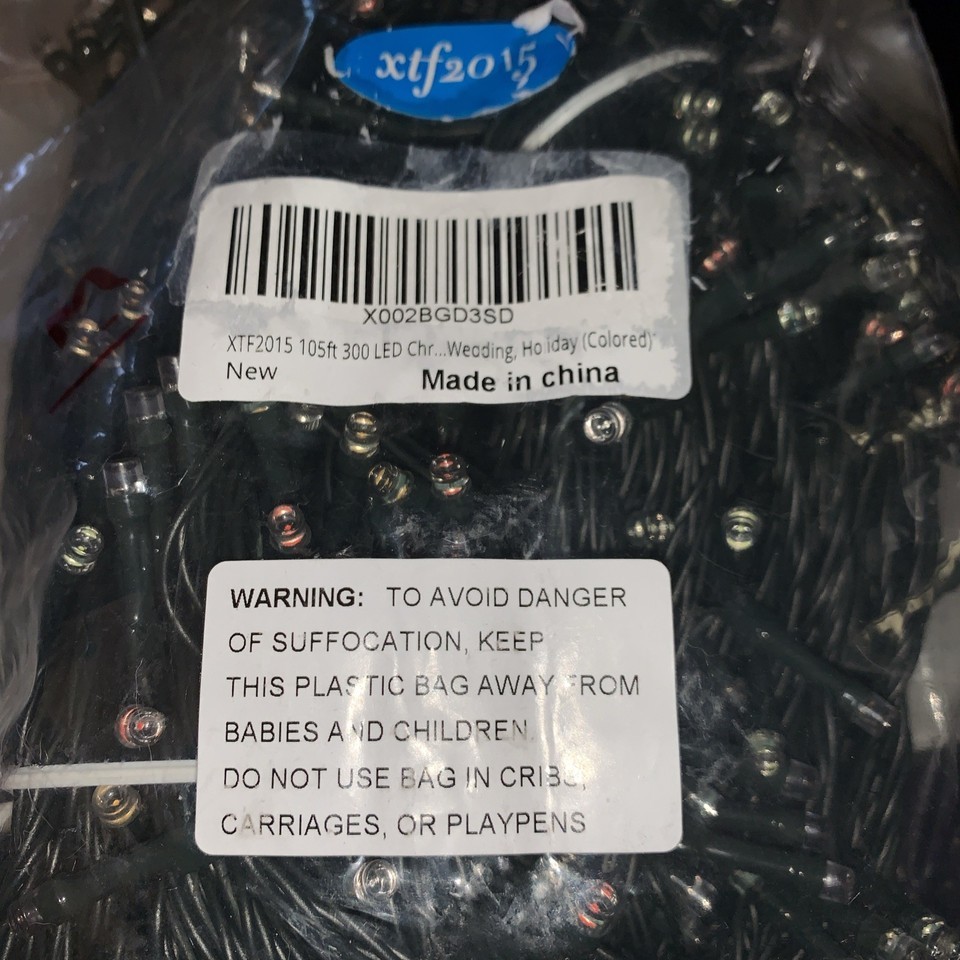 xtf2015
X002BGD3SD
XTF2015 105ft 300 LED Chr...Wedding, Holiday (Colored)
New
Made in china
WARNING: TO AVOID DANGER
OF SUFFOCATION, KEEP
THIS PLASTIC BAG AWAY FROM
BABIES AND CHILDREN.
DO NOT USE BAG IN CRIBS,
CARRIAGES, OR PLAYPENS